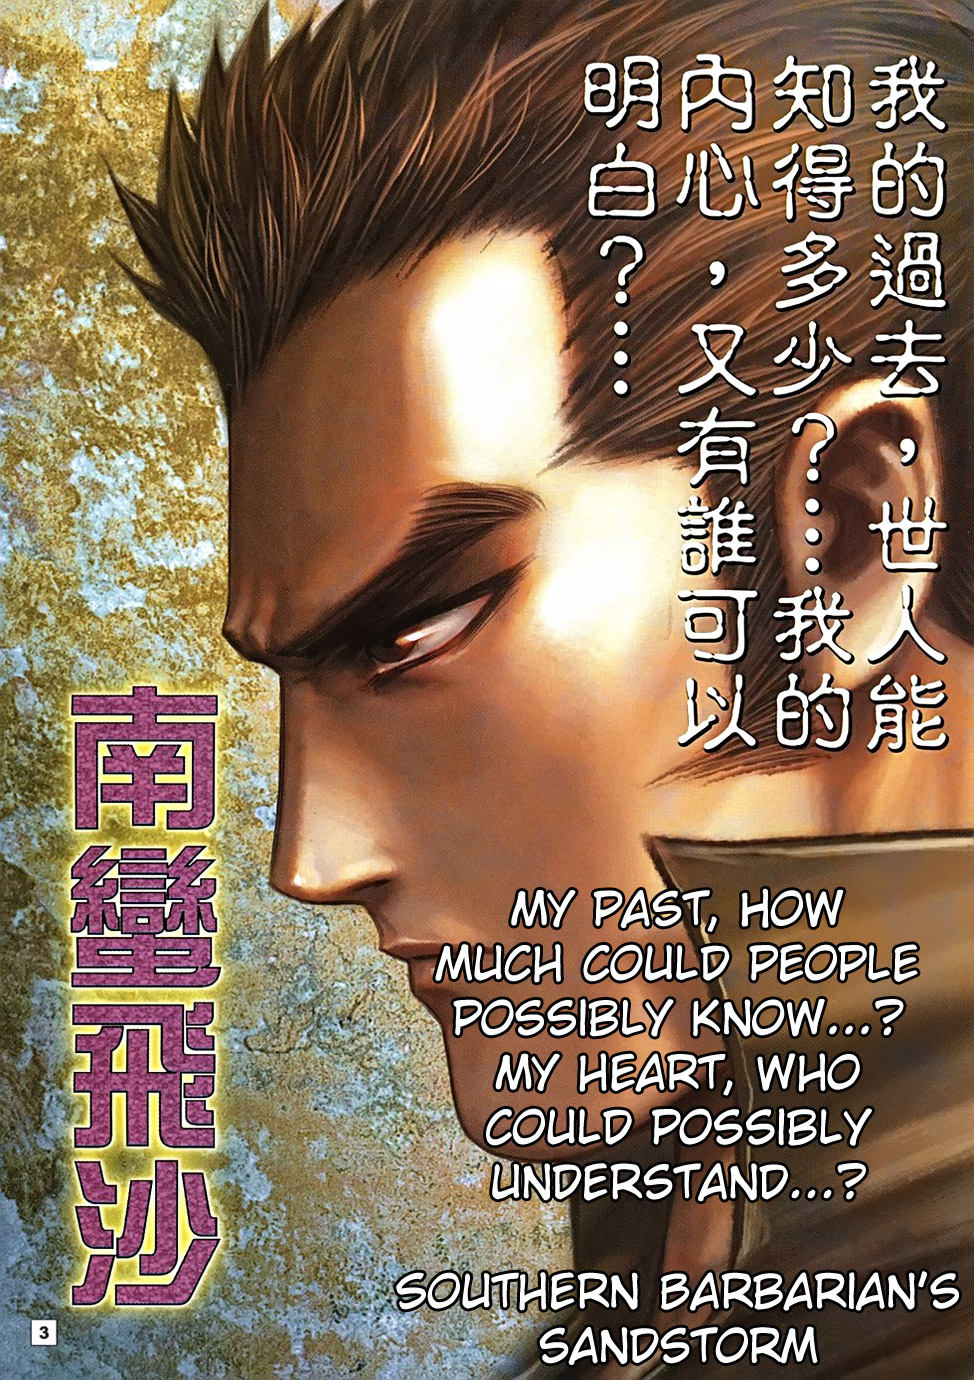 我的過去，世人能
知得多少？…我的
內心，又有誰可以
明白？…
南蠻飛沙
MY PAST, HOW
MUCH COULD PEOPLE
POSSIBLY KNOW...?
MY HEART, WHO
COULD POSSIBLY
UNDERSTAND...?
SOUTHERN BARBARIAN'S
SANDSTORM
3